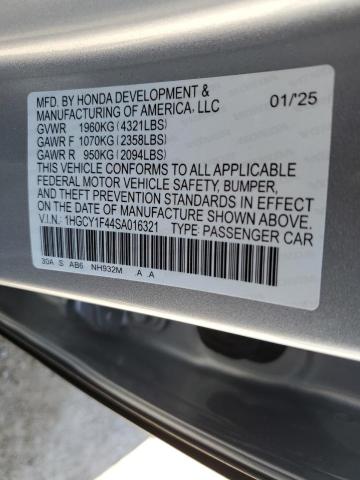 MFD. BY HONDA DEVELOPMENT &
MANUFACTURING OF AMERICA, LLC 01/'25
GVWR 1960KG(4321LBS)
GAWR F 1070KG(2358LBS)
GAWR R 950KG(2094LBS)
THIS VEHICLE CONFORMS TO ALL APPLICABLE
FEDERAL MOTOR VEHICLE SAFETY, BUMPER,
AND THEFT PREVENTION STANDARDS IN EFFECT
ON THE DATE OF MANUFACTURE SHOWN ABOVE.
V.I.N.: 1HGCY1F44SA016321 TYPE: PASSENGER CAR
30A S AB6 NH932M A A